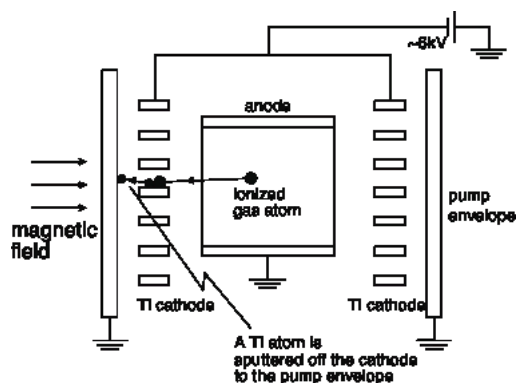 ~6kV
anode
ionized
gas atom
magnetic
field
pump
envelope
Ti cathode
Ti cathode
A Ti atom is
sputtered off the cathode
to the pump envelope